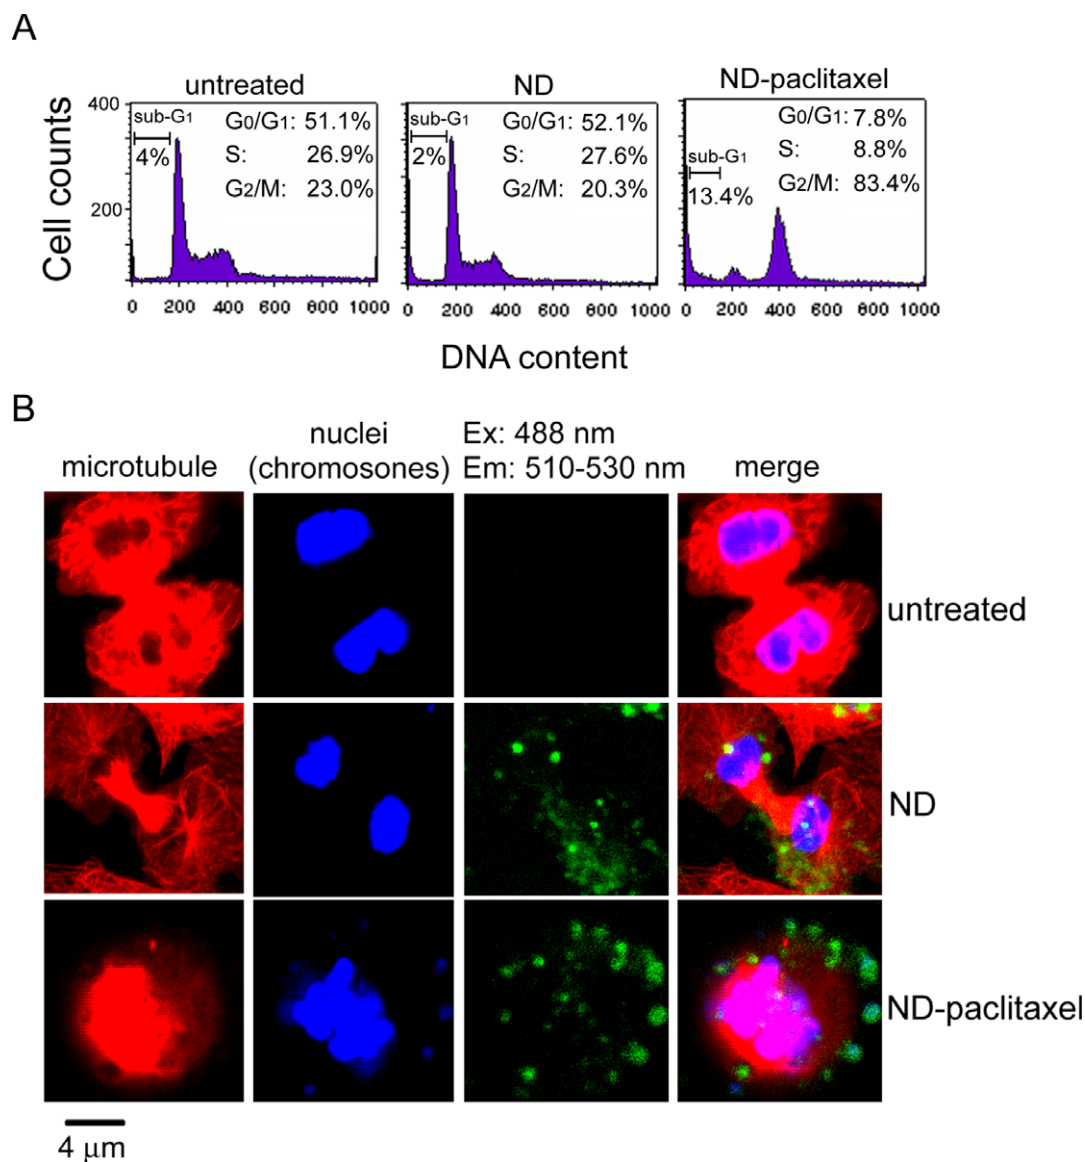 A
untreated
ND
ND-paclitaxel
Cell counts
400
200
0
sub-G1
4%
G0/G1: 51.1%
S: 26.9%
G2/M: 23.0%
sub-G1
2%
G0/G1: 52.1%
S: 27.6%
G2/M: 20.3%
sub-G1
13.4%
G0/G1: 7.8%
S: 8.8%
G2/M: 83.4%
0 200 400 600 800 1000
0 200 400 600 800 1000
0 200 400 600 800 1000
DNA content
B
microtubule
nuclei
(chromosones)
Ex: 488 nm
Em: 510-530 nm
merge
untreated
ND
ND-paclitaxel
4 μm